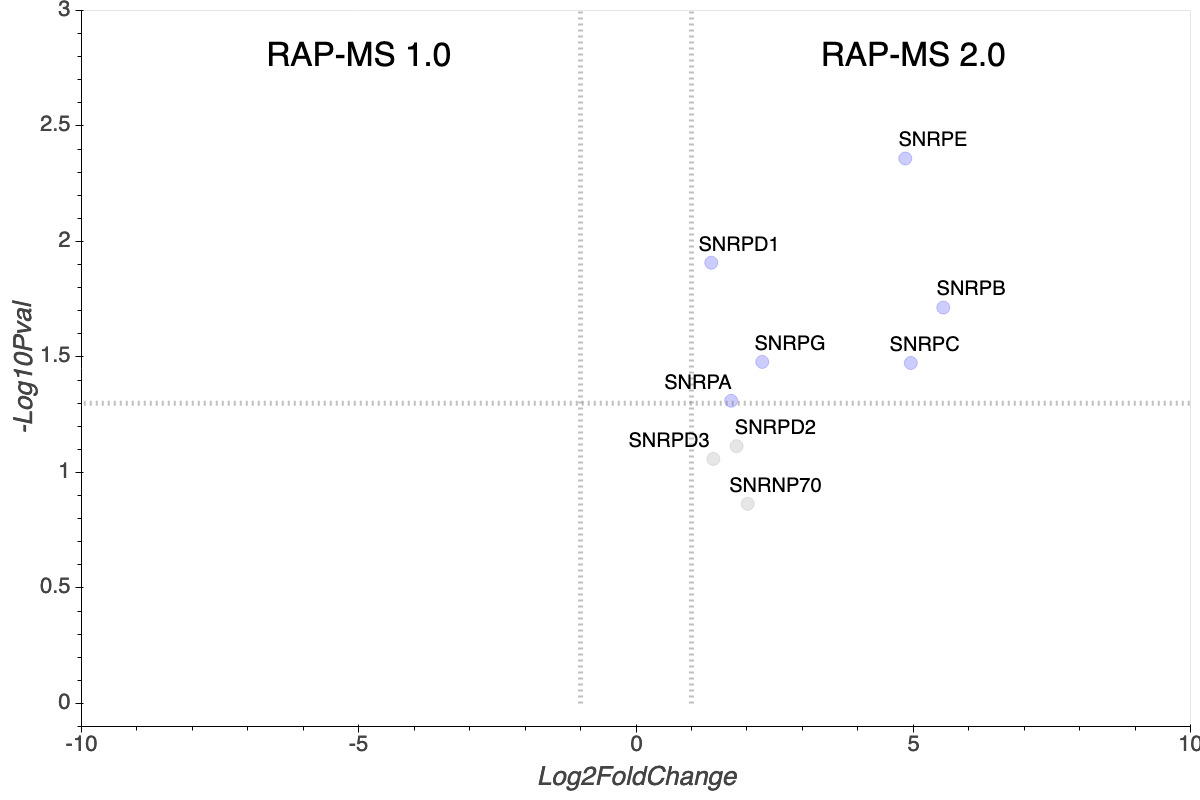 3
RAP-MS 1.0
RAP-MS 2.0
2.5
SNRPE
2
SNRPD1
SNRPB
1.5
SNRPG
SNRPC
SNRPA
SNRPD2
SNRPD3
1
SNRNP70
0.5
0
-Log10Pval
-10
-5
0
5
10
Log2FoldChange